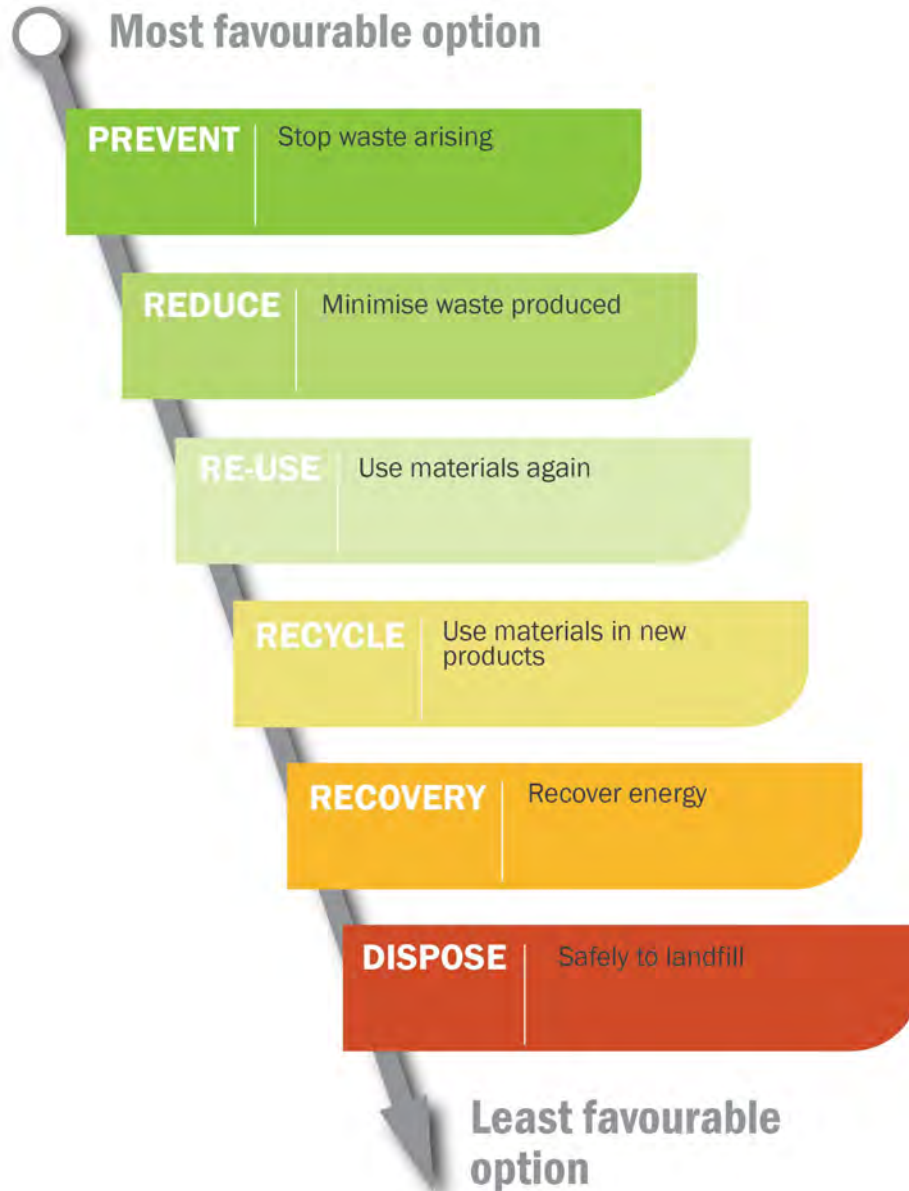 Most favourable option
PREVENT Stop waste arising
REDUCE Minimise waste produced
RE-USE Use materials again
RECYCLE Use materials in new
products
RECOVERY Recover energy
DISPOSE Safely to landfill
Least favourable
option